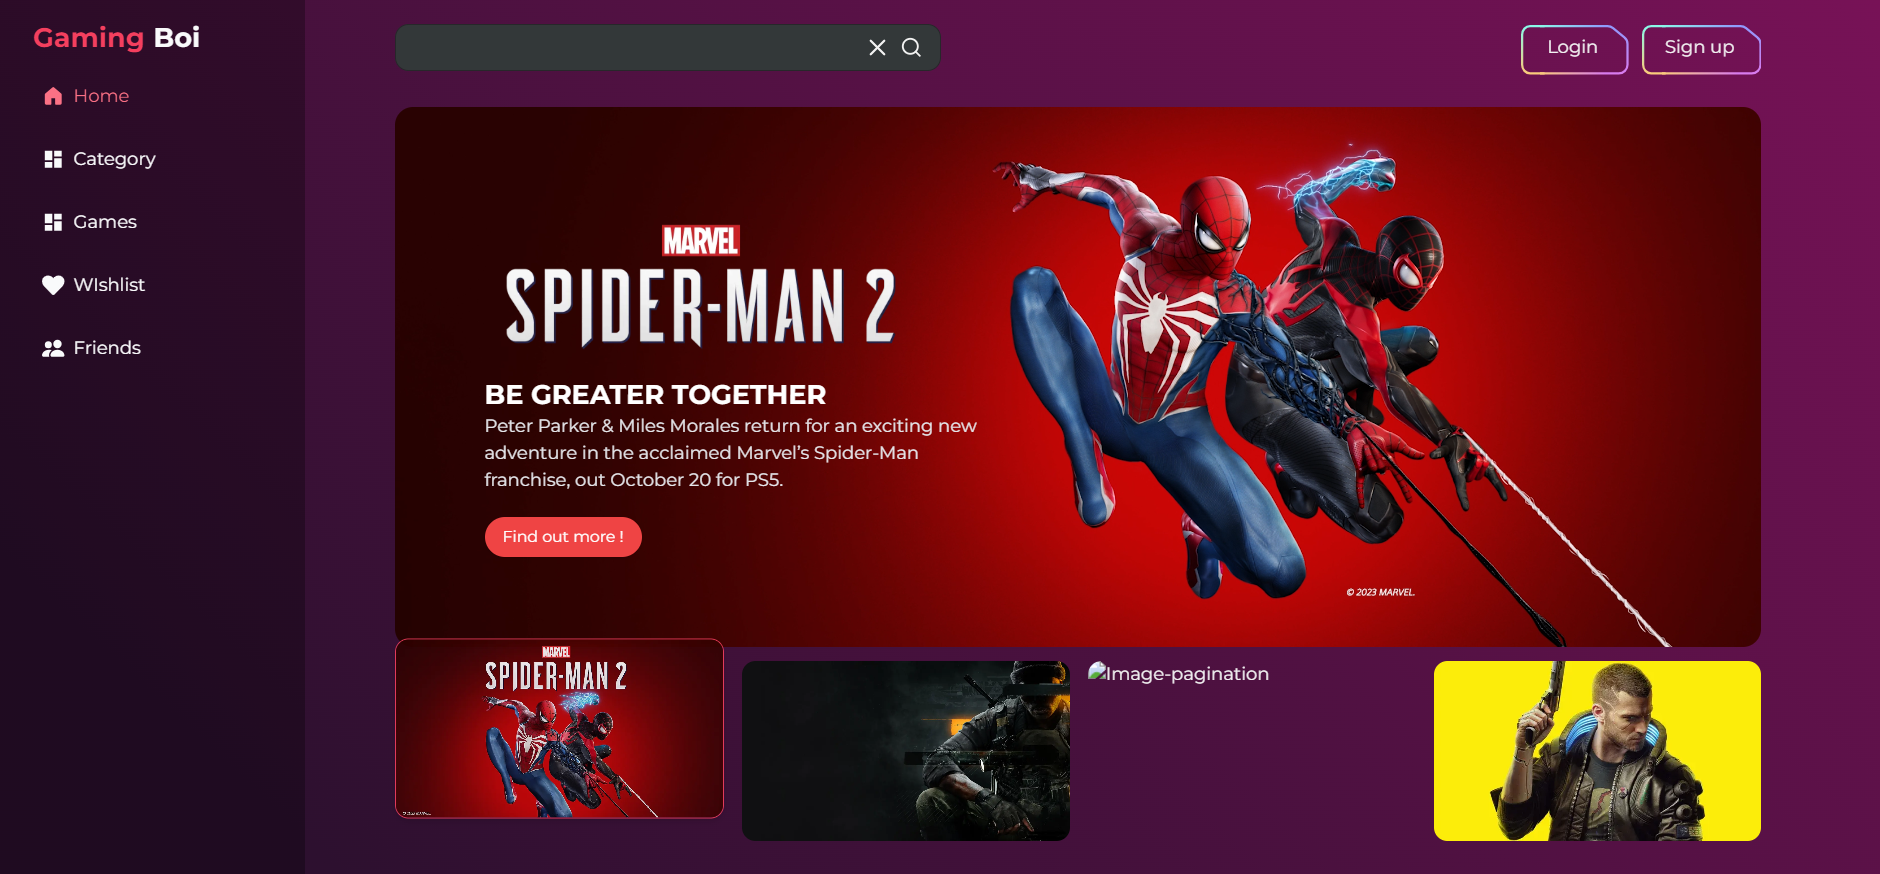 Gaming Boi
Login
Sign up
Home
Category
Games
WIshlist
Friends
MARVEL
SPIDER-MAN 2
BE GREATER TOGETHER
Peter Parker & Miles Morales return for an exciting new
adventure in the acclaimed Marvel’s Spider-Man
franchise, out October 20 for PS5.
Find out more !
© 2023 MARVEL.
MARVEL
SPIDER-MAN 2
Image-pagination